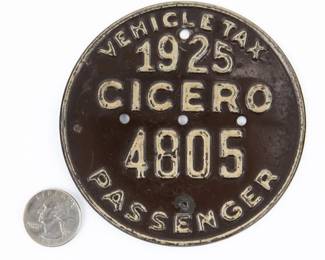 VEHICLE TAX
1925
CICERO
4805
PASSENGER